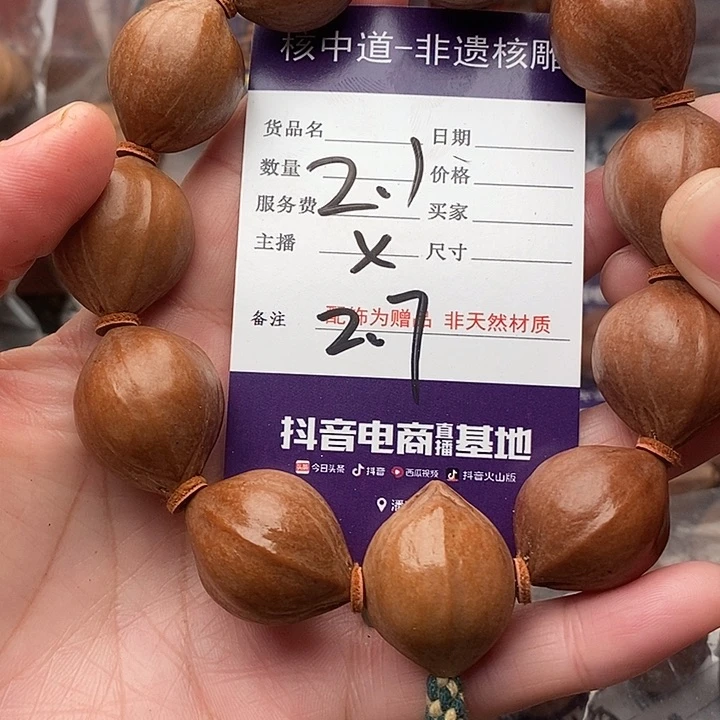 核中道-非遗核雕
货品名 日期
数量 2.1 价格
服务费 买家
主播 x 尺寸
备注 2.7 配饰为赠品 非天然材质
抖音电商直播基地
头条 今日头条 抖音 西瓜视频 抖音火山版
潘